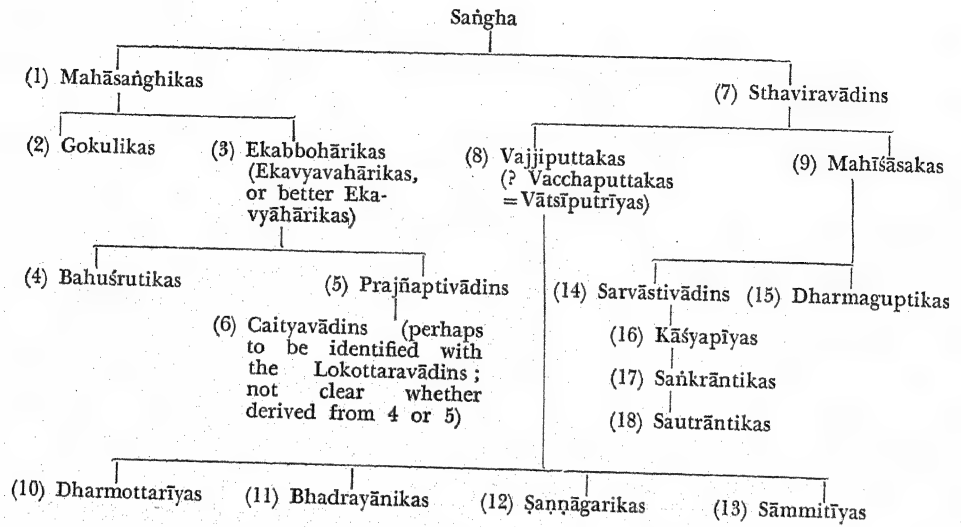 Saṅgha
(1) Mahāsaṅghikas
(7) Sthaviravādins
(2) Gokulikas
(3) Ekabbohārikas
(Ekavyavahārikas,
or better Eka-
vyāhārikas)
(8) Vajjiputtakas
(? Vacchaputtakas
=Vātsīputrīyas)
(9) Mahīśāsakas
(4) Bahuśrutikas
(5) Prajñaptivādins
(14) Sarvāstivādins
(15) Dharmaguptikas
(6) Caityavādins (perhaps
to be identified with
the Lokottaravādins;
not clear whether
derived from 4 or 5)
(16) Kāśyapīyas
(17) Saṅkrāntikas
(18) Sautrāntikas
(10) Dharmottarīyas
(11) Bhadrayānikas
(12) Ṣaṇṇāgarikas
(13) Sāmmitīyas